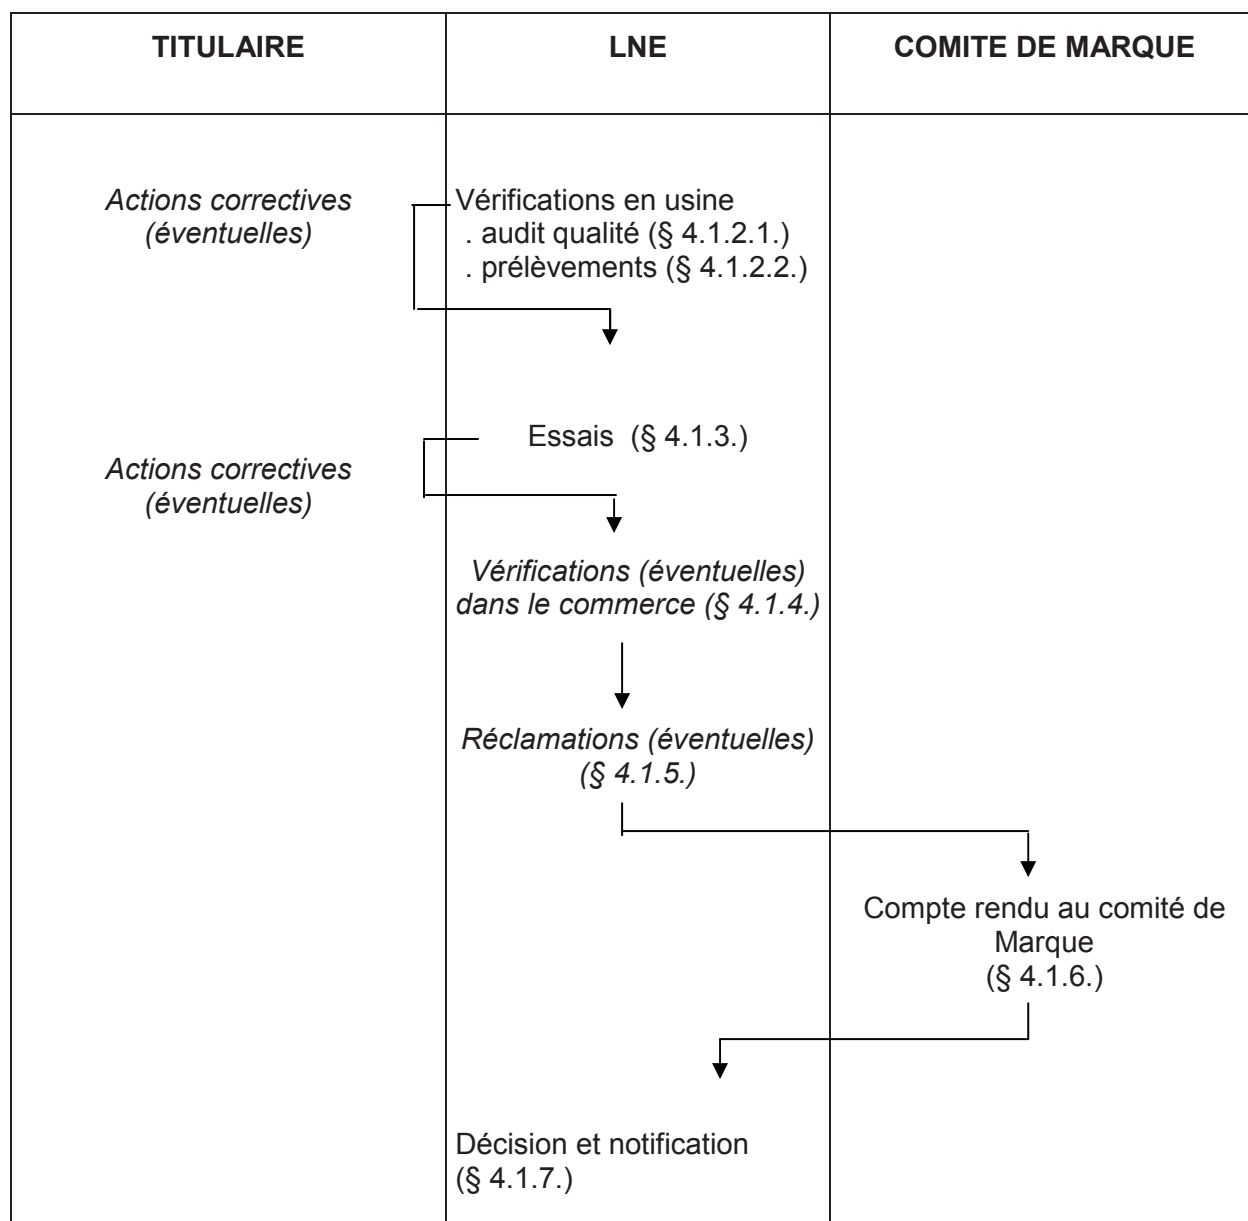 TITULAIRE
LNE
COMITE DE MARQUE
Actions correctives
(éventuelles)
Vérifications en usine
. audit qualité (§ 4.1.2.1.)
. prélèvements (§ 4.1.2.2.)
Essais (§ 4.1.3.)
Actions correctives
(éventuelles)
Vérifications (éventuelles)
dans le commerce (§ 4.1.4.)
Réclamations (éventuelles)
(§ 4.1.5.)
Compte rendu au comité de
Marque
(§ 4.1.6.)
Décision et notification
(§ 4.1.7.)